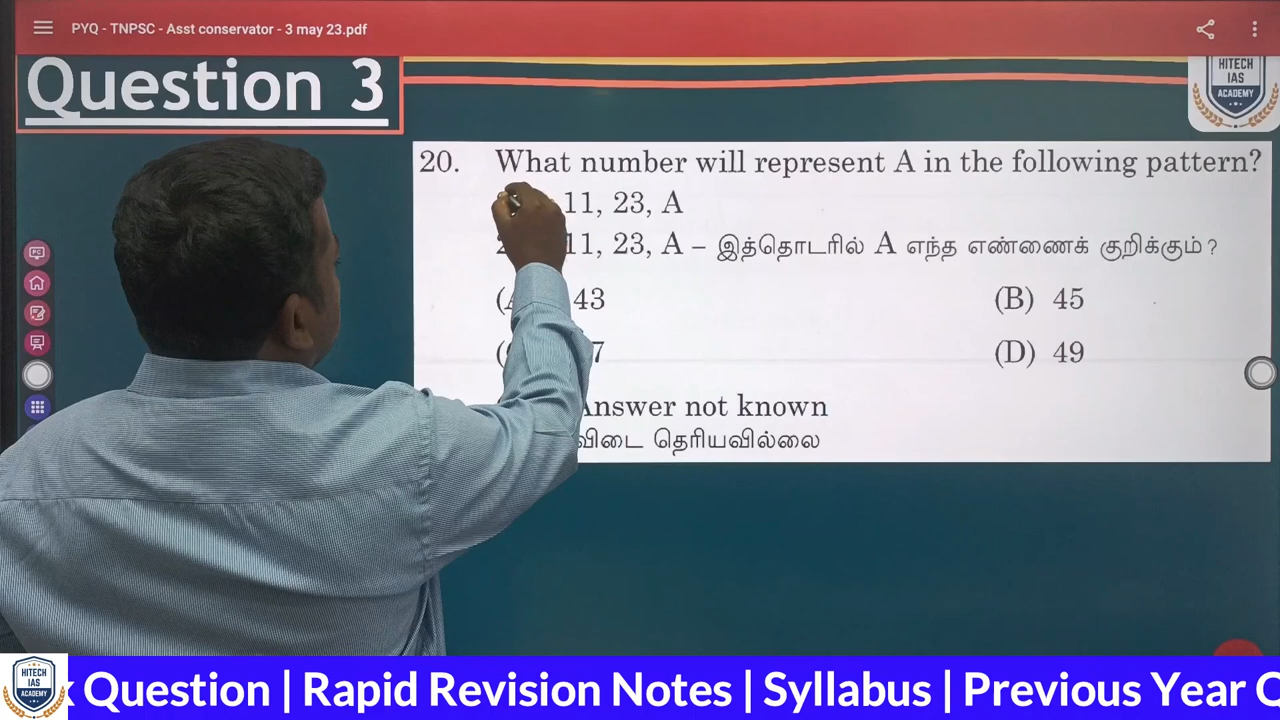 PYQ - TNPSC - Asst conservator - 3 may 23.pdf
Question 3
HITECH
IAS
ACADEMY
20. What number will represent A in the following pattern?
11, 23, A
2 11, 23, A – இத்தொடரில் A எந்த எண்ணைக் குறிக்கும் ?
43
(B) 45
(D) 49
Answer not known
விடை தெரியவில்லை
HITECH
IAS
ACADEMY
Question | Rapid Revision Notes | Syllabus | Previous Year